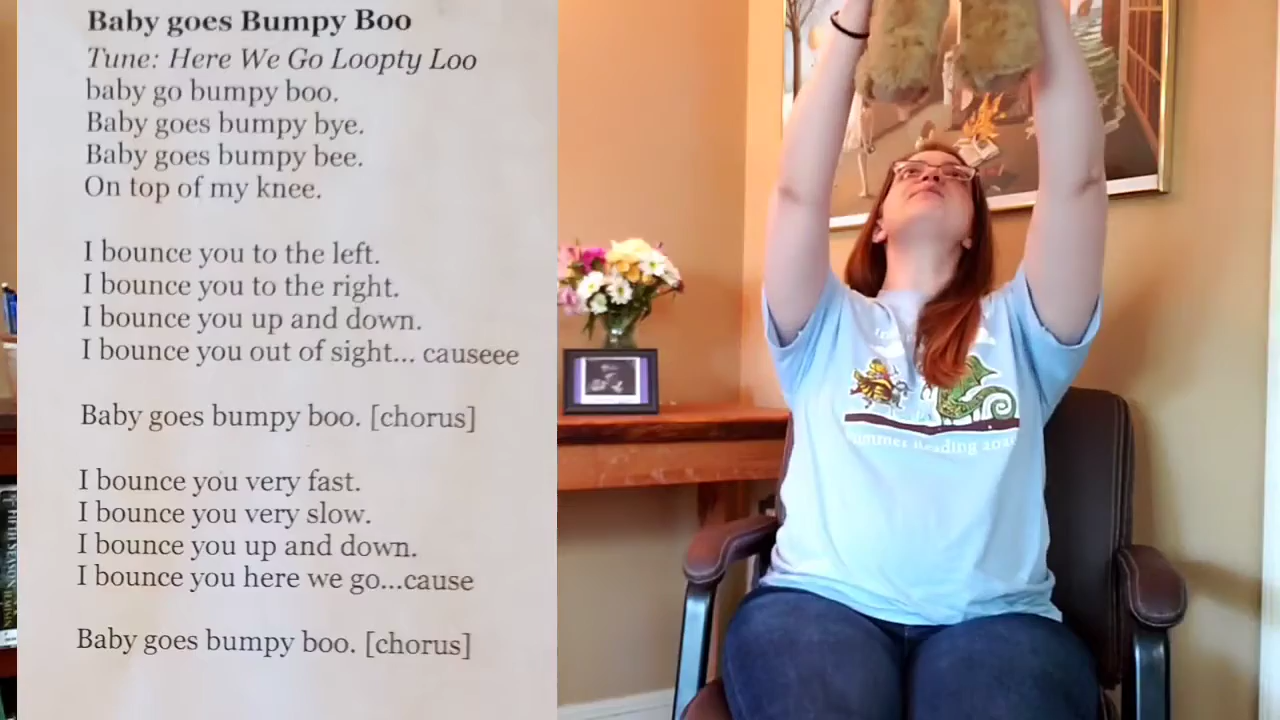 Baby goes Bumpy Boo
Tune: Here We Go Loopty Loo
baby go bumpy boo.
Baby goes bumpy bye.
Baby goes bumpy bee.
On top of my knee.
I bounce you to the left.
I bounce you to the right.
I bounce you up and down.
I bounce you out of sight... causeee
Baby goes bumpy boo. [chorus]
I bounce you very fast.
I bounce you very slow.
I bounce you up and down.
I bounce you here we go...cause
Baby goes bumpy boo. [chorus]
FIFTH SEASON
Summer Reading